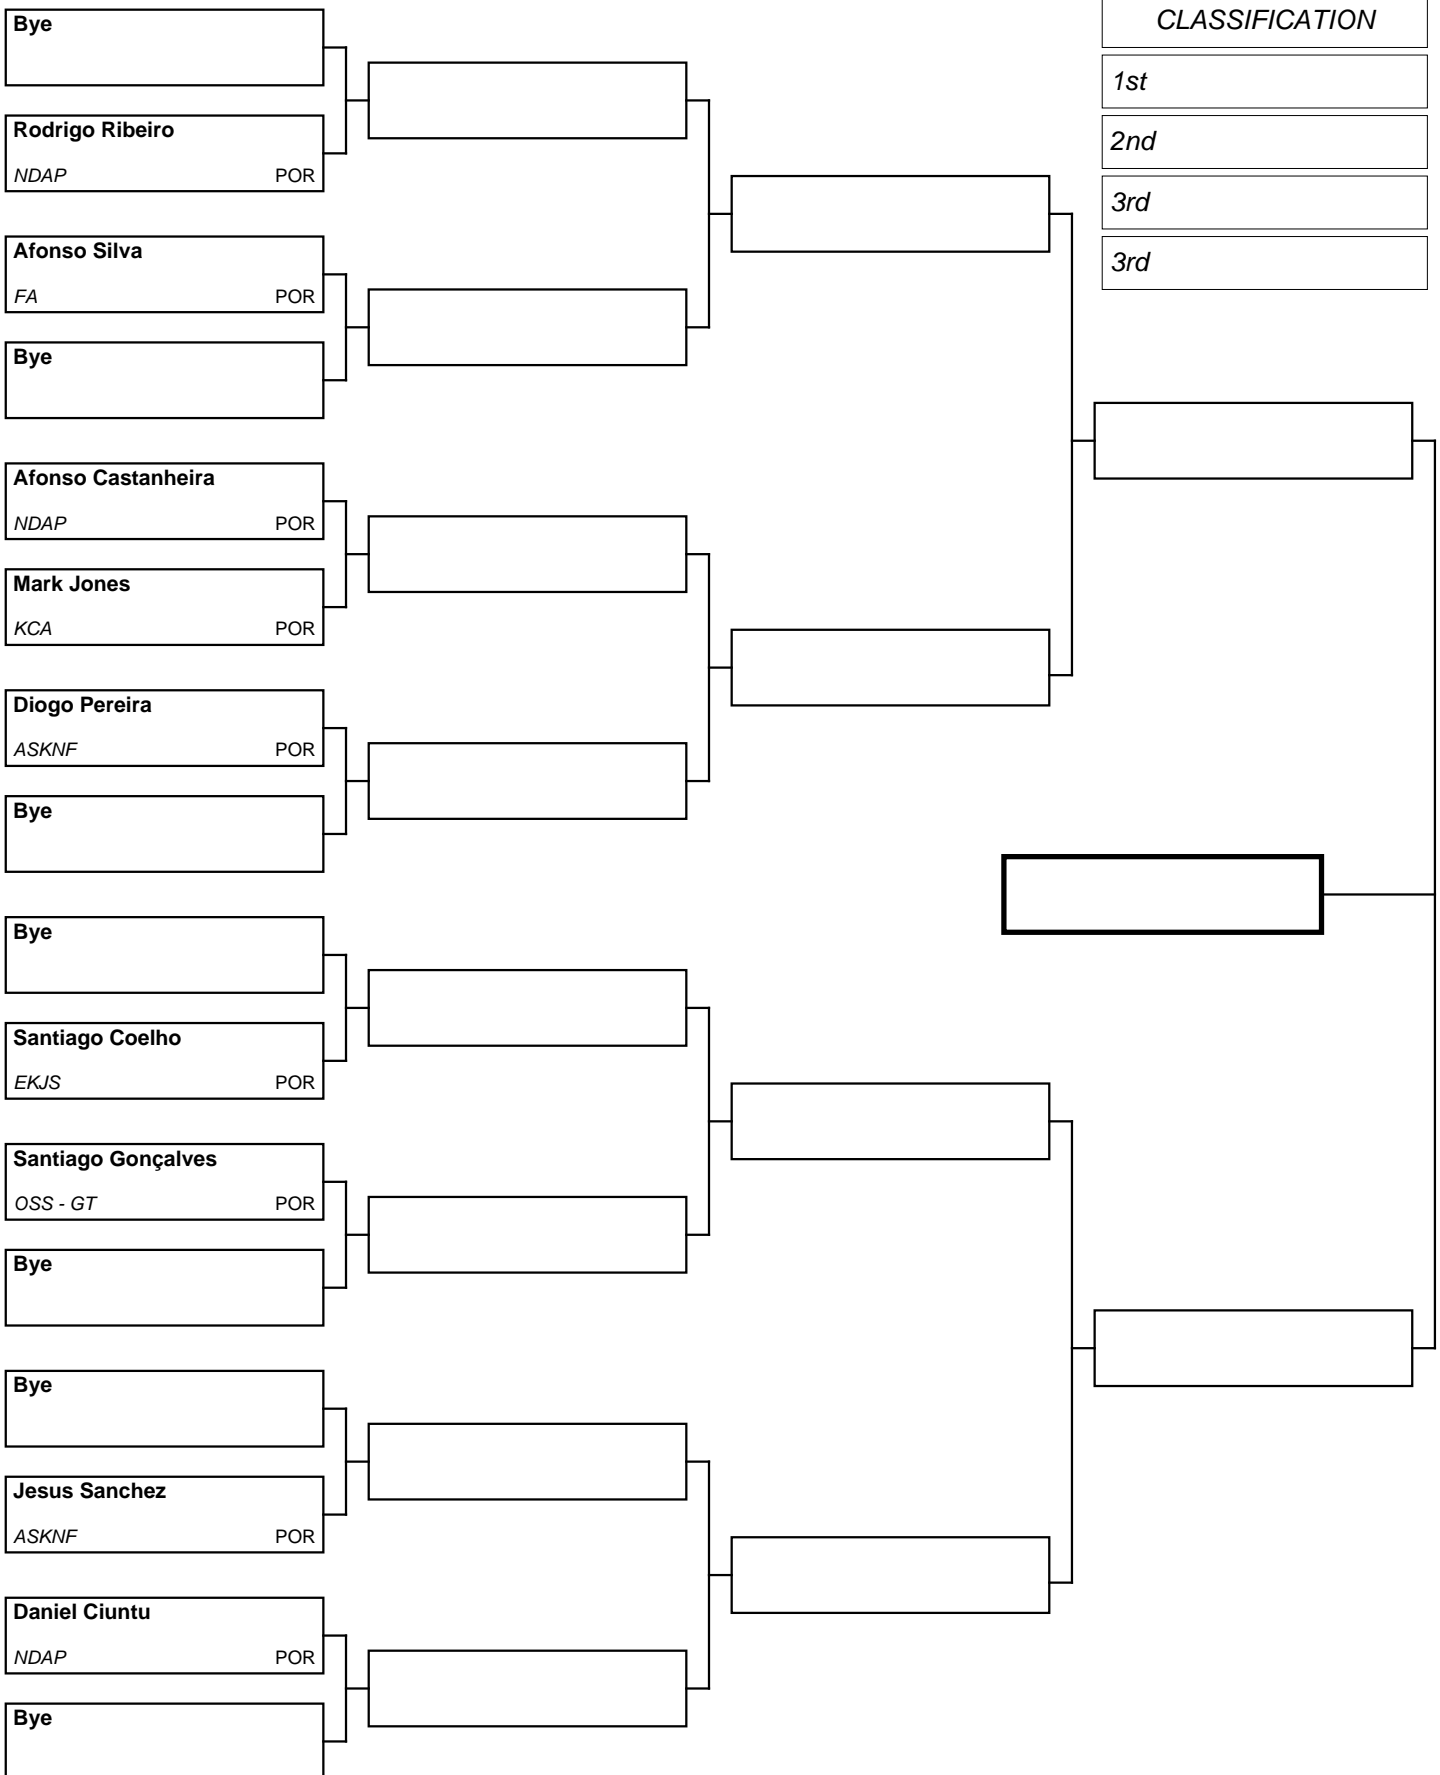 CLASSIFICATION
1st
2nd
3rd
3rd
Bye
Rodrigo Ribeiro
NDAP POR
Afonso Silva
FA POR
Bye
Afonso Castanheira
NDAP POR
Mark Jones
KCA POR
Diogo Pereira
ASKNF POR
Bye
Bye
Santiago Coelho
EKJS POR
Santiago Gonçalves
OSS - GT POR
Bye
Bye
Jesus Sanchez
ASKNF POR
Daniel Ciuntu
NDAP POR
Bye